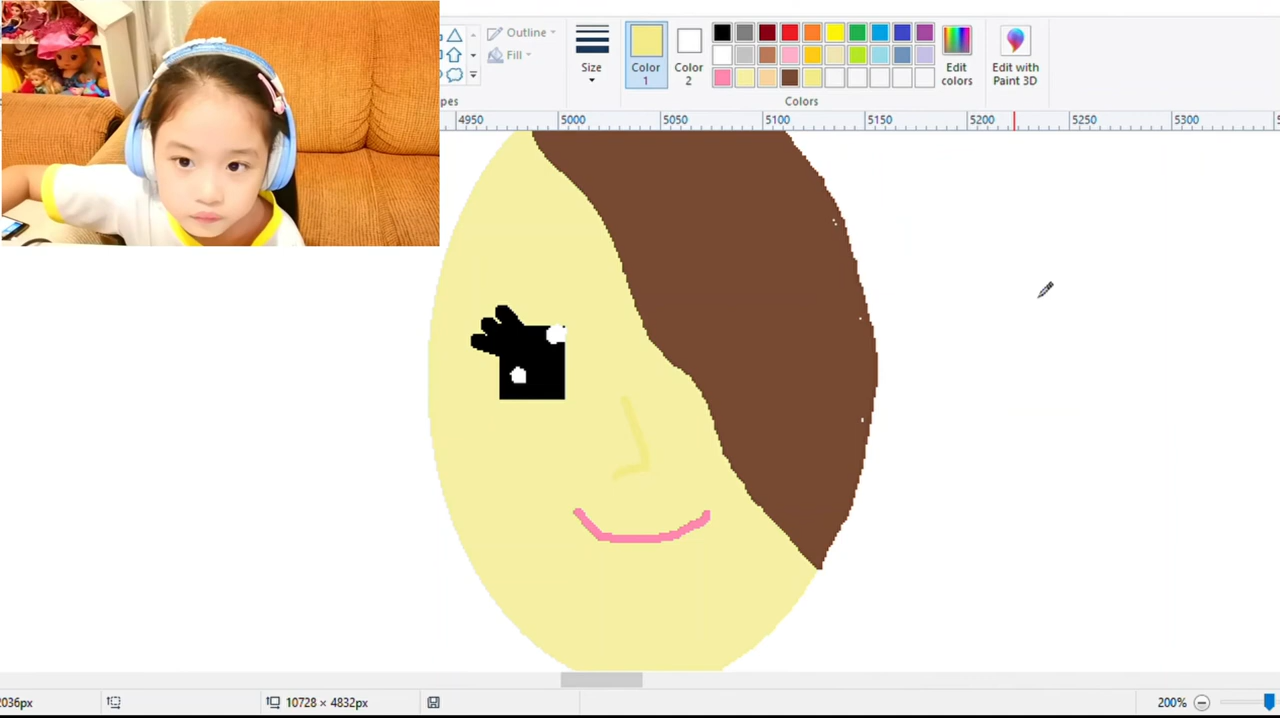 Outline
Fill
Size
Color 1
Color 2
Edit colors
Edit with Paint 3D
pes
Colors
4950 5000 5050 5100 5150 5200 5250 5300
036px
10728 × 4832px
200%